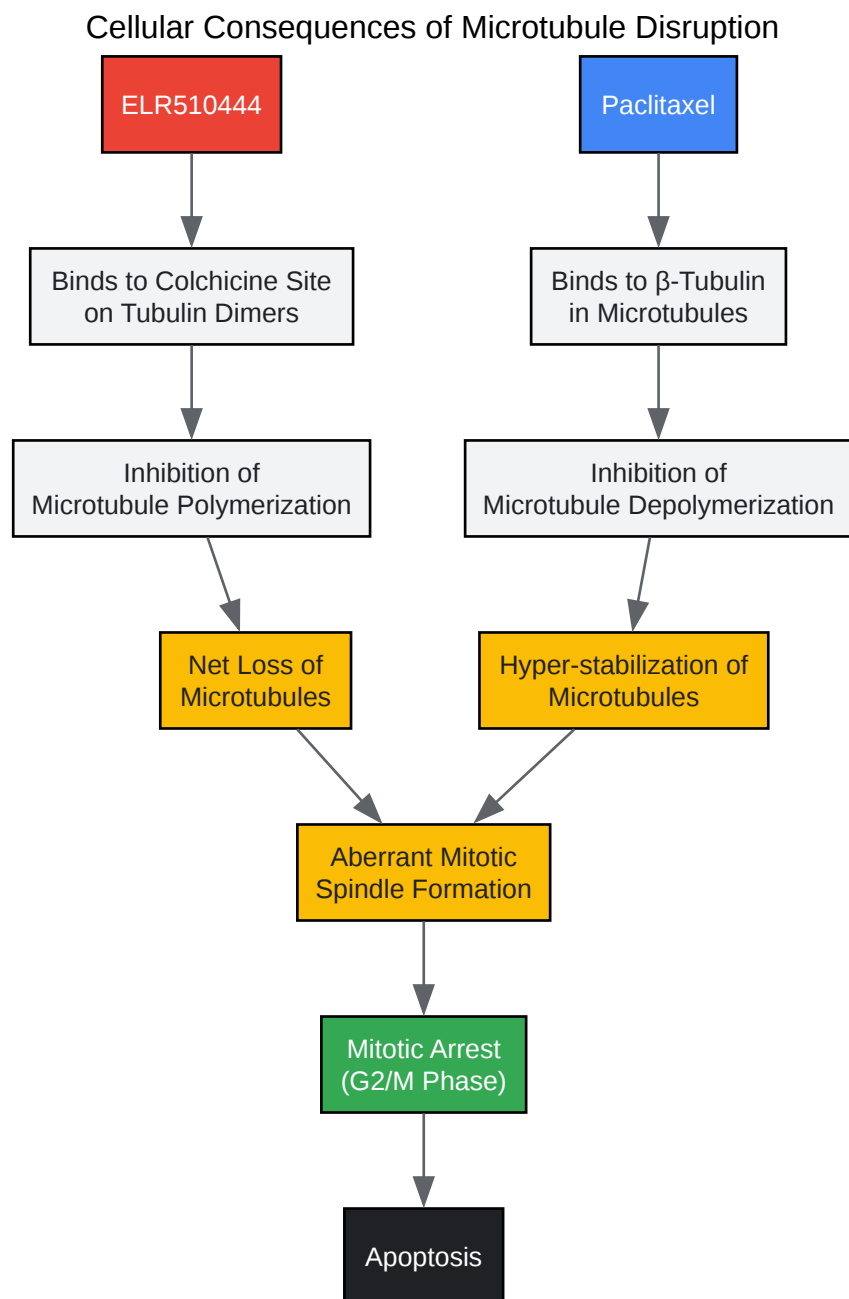 Cellular Consequences of Microtubule Disruption
ELR510444
Paclitaxel
Binds to Colchicine Site
on Tubulin Dimers
Binds to β-Tubulin
in Microtubules
Inhibition of
Microtubule Polymerization
Inhibition of
Microtubule Depolymerization
Net Loss of
Microtubules
Hyper-stabilization of
Microtubules
Aberrant Mitotic
Spindle Formation
Mitotic Arrest
(G2/M Phase)
Apoptosis